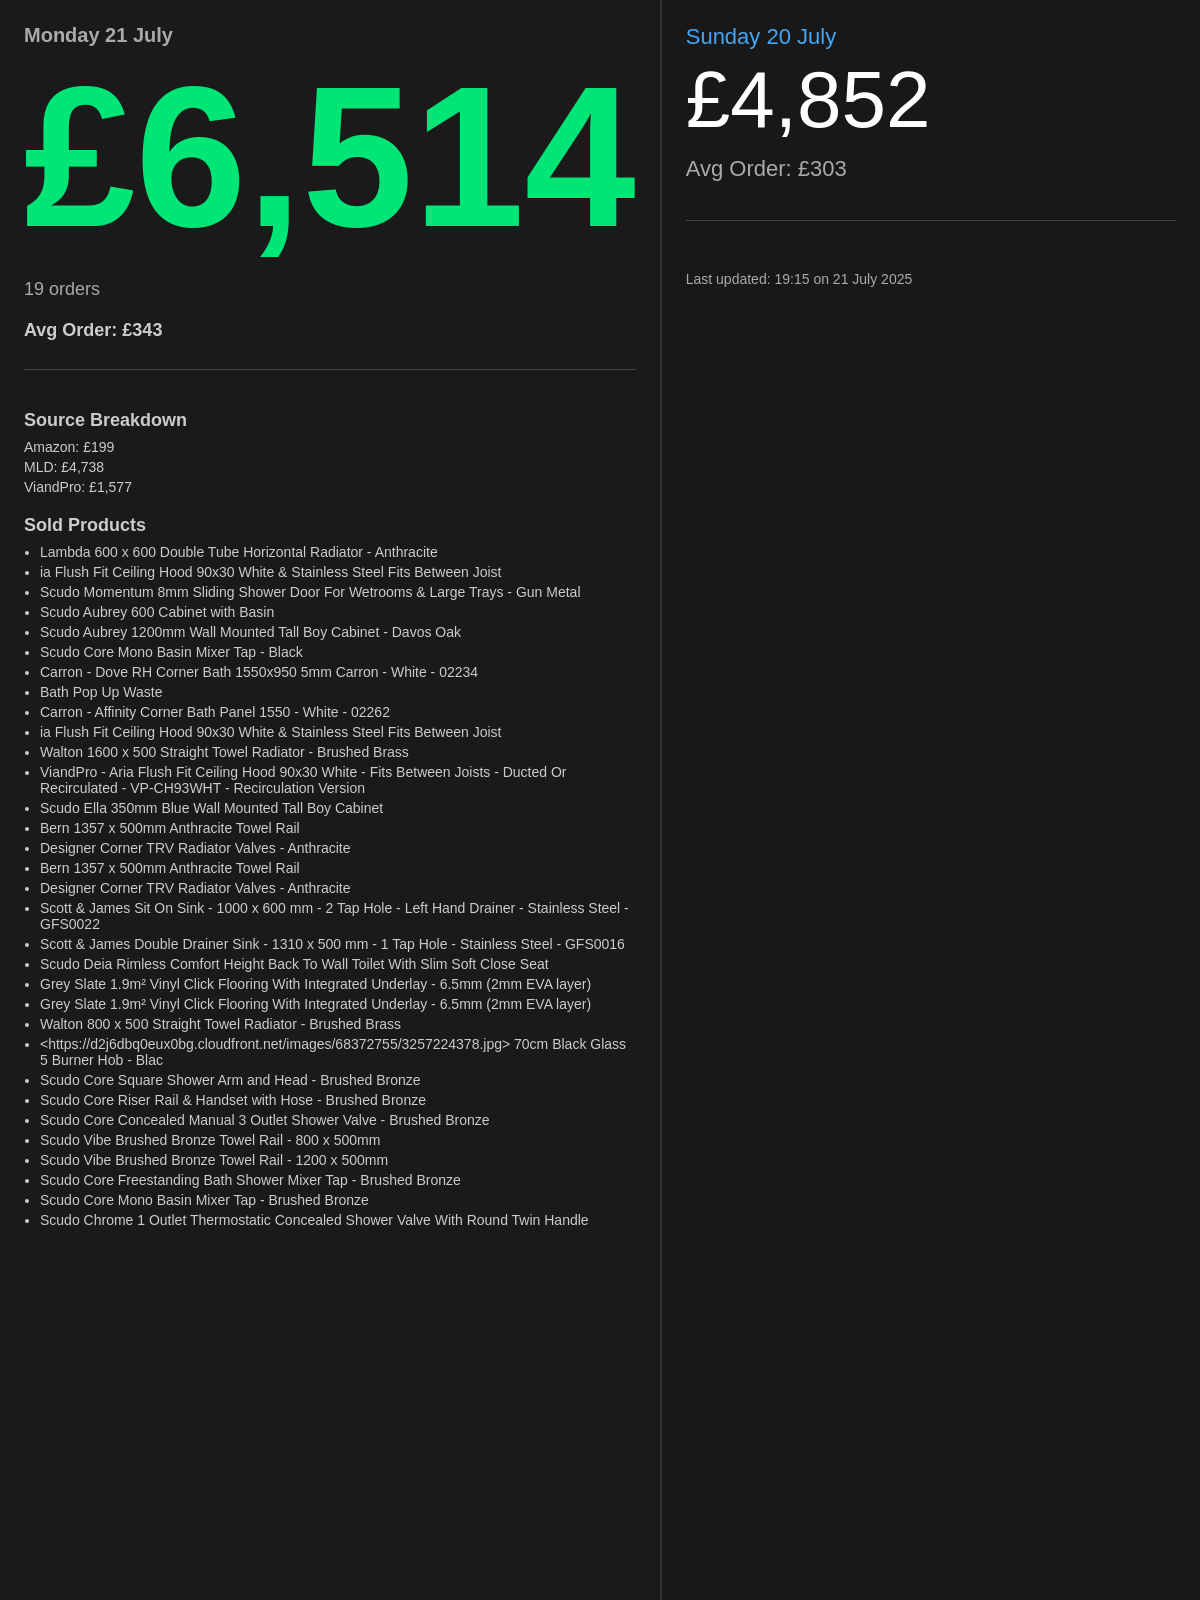 Monday 21 July
£6,514
19 orders
Avg Order: £343
Source Breakdown
Amazon: £199
MLD: £4,738
ViandPro: £1,577
Sold Products
• Lambda 600 x 600 Double Tube Horizontal Radiator - Anthracite
• ia Flush Fit Ceiling Hood 90x30 White & Stainless Steel Fits Between Joist
• Scudo Momentum 8mm Sliding Shower Door For Wetrooms & Large Trays - Gun Metal
• Scudo Aubrey 600 Cabinet with Basin
• Scudo Aubrey 1200mm Wall Mounted Tall Boy Cabinet - Davos Oak
• Scudo Core Mono Basin Mixer Tap - Black
• Carron - Dove RH Corner Bath 1550x950 5mm Carron - White - 02234
• Bath Pop Up Waste
• Carron - Affinity Corner Bath Panel 1550 - White - 02262
• ia Flush Fit Ceiling Hood 90x30 White & Stainless Steel Fits Between Joist
• Walton 1600 x 500 Straight Towel Radiator - Brushed Brass
• ViandPro - Aria Flush Fit Ceiling Hood 90x30 White - Fits Between Joists - Ducted Or
Recirculated - VP-CH93WHT - Recirculation Version
• Scudo Ella 350mm Blue Wall Mounted Tall Boy Cabinet
• Bern 1357 x 500mm Anthracite Towel Rail
• Designer Corner TRV Radiator Valves - Anthracite
• Bern 1357 x 500mm Anthracite Towel Rail
• Designer Corner TRV Radiator Valves - Anthracite
• Scott & James Sit On Sink - 1000 x 600 mm - 2 Tap Hole - Left Hand Drainer - Stainless Steel -
GFS0022
• Scott & James Double Drainer Sink - 1310 x 500 mm - 1 Tap Hole - Stainless Steel - GFS0016
• Scudo Deia Rimless Comfort Height Back To Wall Toilet With Slim Soft Close Seat
• Grey Slate 1.9m² Vinyl Click Flooring With Integrated Underlay - 6.5mm (2mm EVA layer)
• Grey Slate 1.9m² Vinyl Click Flooring With Integrated Underlay - 6.5mm (2mm EVA layer)
• Walton 800 x 500 Straight Towel Radiator - Brushed Brass
• <https://d2j6dbq0eux0bg.cloudfront.net/images/68372755/3257224378.jpg> 70cm Black Glass
5 Burner Hob - Blac
• Scudo Core Square Shower Arm and Head - Brushed Bronze
• Scudo Core Riser Rail & Handset with Hose - Brushed Bronze
• Scudo Core Concealed Manual 3 Outlet Shower Valve - Brushed Bronze
• Scudo Vibe Brushed Bronze Towel Rail - 800 x 500mm
• Scudo Vibe Brushed Bronze Towel Rail - 1200 x 500mm
• Scudo Core Freestanding Bath Shower Mixer Tap - Brushed Bronze
• Scudo Core Mono Basin Mixer Tap - Brushed Bronze
• Scudo Chrome 1 Outlet Thermostatic Concealed Shower Valve With Round Twin Handle
Sunday 20 July
£4,852
Avg Order: £303
Last updated: 19:15 on 21 July 2025